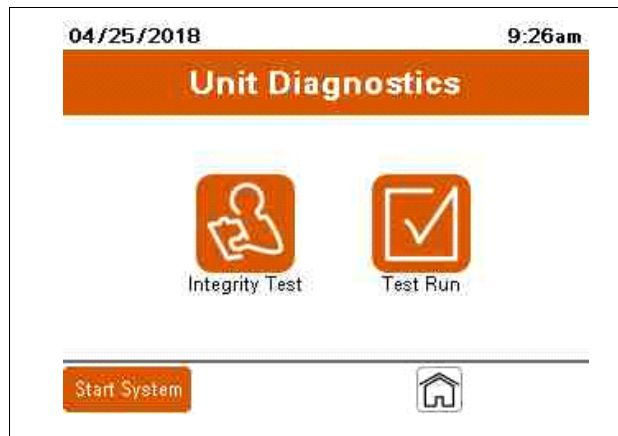 04/25/2018 9:26am
Unit Diagnostics
Integrity Test Test Run
Start System